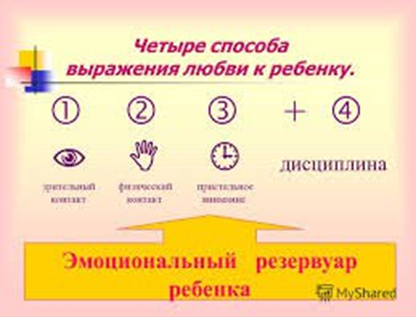 Четыре способа
выражения любви к ребенку.
① ② ③ + ④
зрительный контакт
физический контакт
пристальное внимание
дисциплина
Эмоциональный резервуар
ребенка
MyShared